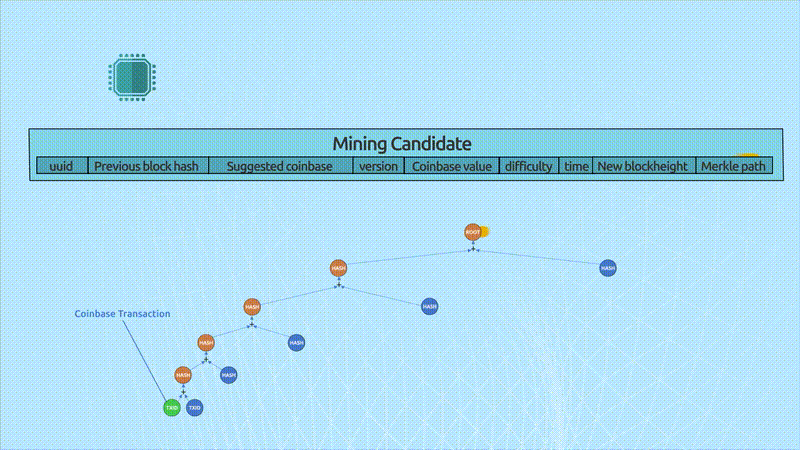 Mining Candidate
uuid Previous block hash Suggested coinbase version Coinbase value difficulty time New blockheight Merkle path
ROOT
HASH HASH
HASH HASH
Coinbase Transaction
HASH HASH
HASH HASH
TXID TXID